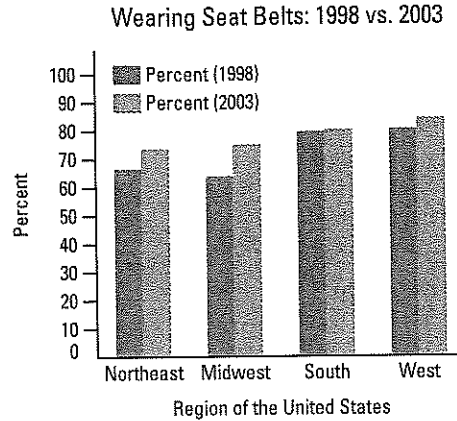 Wearing Seat Belts: 1998 vs. 2003
100
90
80
70
60
50
40
30
20
10
0
Percent
Percent (1998)
Percent (2003)
Northeast Midwest South West
Region of the United States